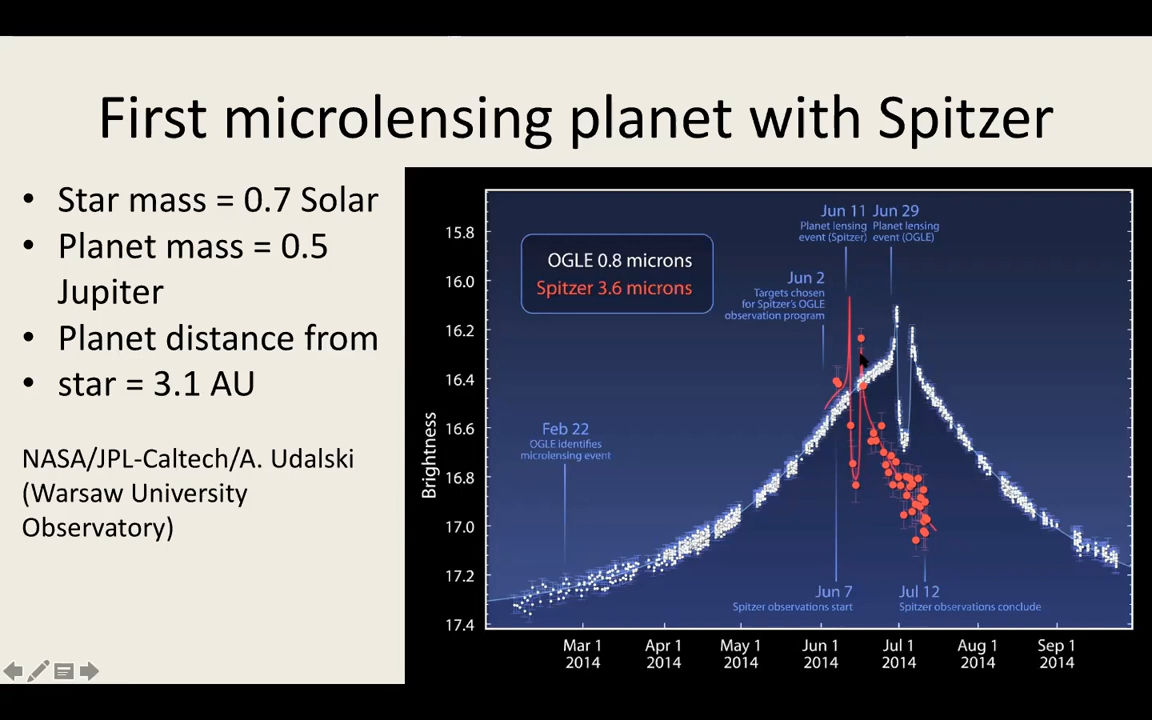 First microlensing planet with Spitzer
• Star mass = 0.7 Solar
• Planet mass = 0.5
Jupiter
• Planet distance from
• star = 3.1 AU
NASA/JPL-Caltech/A. Udalski
(Warsaw University
Observatory)
Brightness
15.8
16.0
16.2
16.4
16.6
16.8
17.0
17.2
17.4
OGLE 0.8 microns
Spitzer 3.6 microns
Jun 11
Planet lensing
event (Spitzer)
Jun 29
Planet lensing
event (OGLE)
Jun 2
Targets chosen
for Spitzer's OGLE
observation program
Feb 22
OGLE identifies
microlensing event
Jun 7
Spitzer observations start
Jul 12
Spitzer observations conclude
Mar 1
2014
Apr 1
2014
May 1
2014
Jun 1
2014
Jul 1
2014
Aug 1
2014
Sep 1
2014